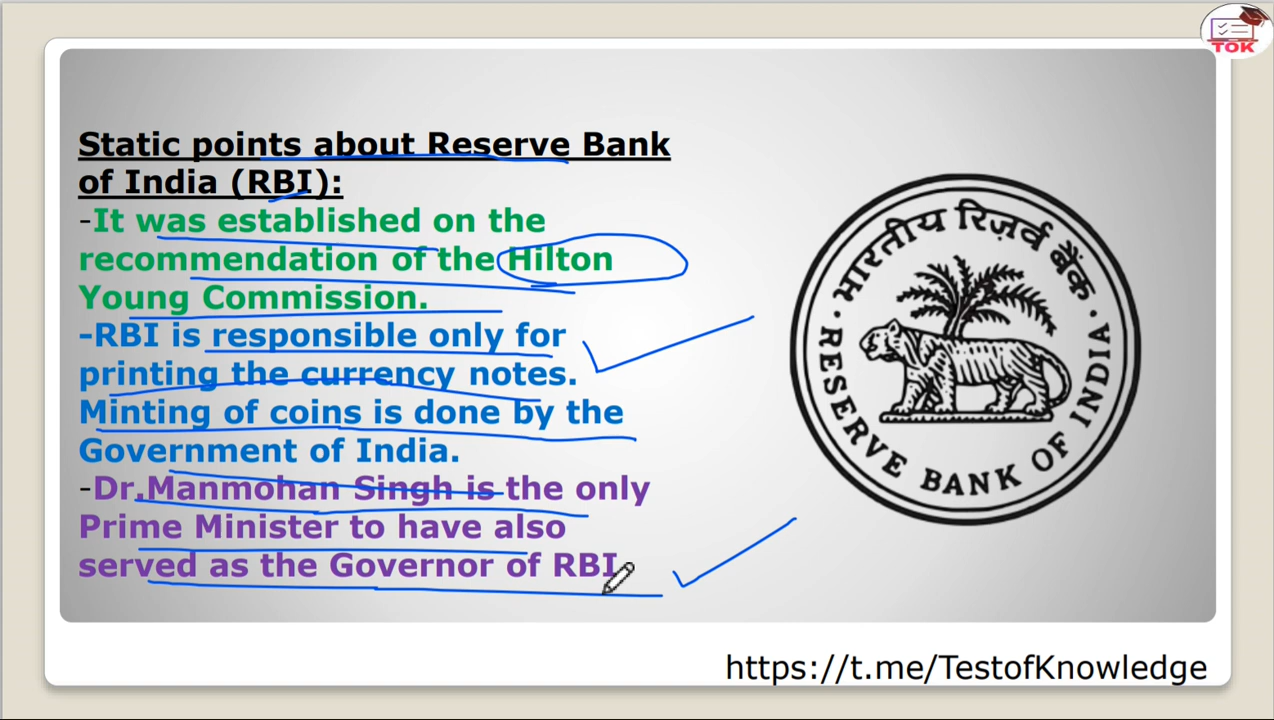 TOK
Static points about Reserve Bank
of India (RBI):
-It was established on the
recommendation of the Hilton
Young Commission.
-RBI is responsible only for
printing the currency notes.
Minting of coins is done by the
Government of India.
-Dr.Manmohan Singh is the only
Prime Minister to have also
served as the Governor of RBI
भारतीय रिज़र्व बैंक
RESERVE BANK OF INDIA
https://t.me/TestofKnowledge